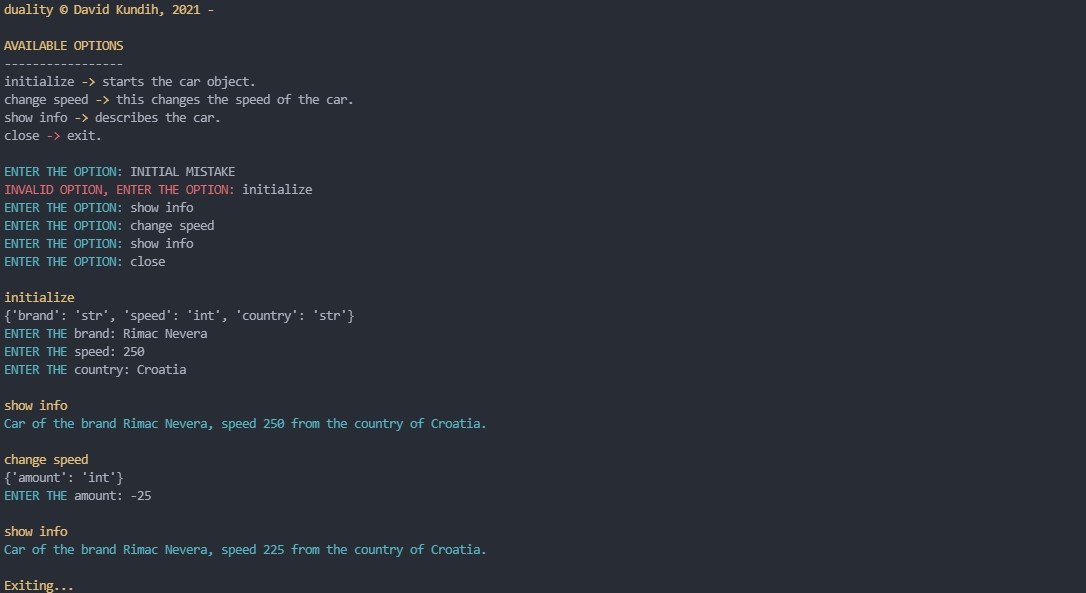 duality © David Kundih, 2021 -
AVAILABLE OPTIONS
-----------------
initialize -> starts the car object.
change speed -> this changes the speed of the car.
show info -> describes the car.
close -> exit.
ENTER THE OPTION: INITIAL MISTAKE
INVALID OPTION, ENTER THE OPTION: initialize
ENTER THE OPTION: show info
ENTER THE OPTION: change speed
ENTER THE OPTION: show info
ENTER THE OPTION: close
initialize
{'brand': 'str', 'speed': 'int', 'country': 'str'}
ENTER THE brand: Rimac Nevera
ENTER THE speed: 250
ENTER THE country: Croatia
show info
Car of the brand Rimac Nevera, speed 250 from the country of Croatia.
change speed
{'amount': 'int'}
ENTER THE amount: -25
show info
Car of the brand Rimac Nevera, speed 225 from the country of Croatia.
Exiting...